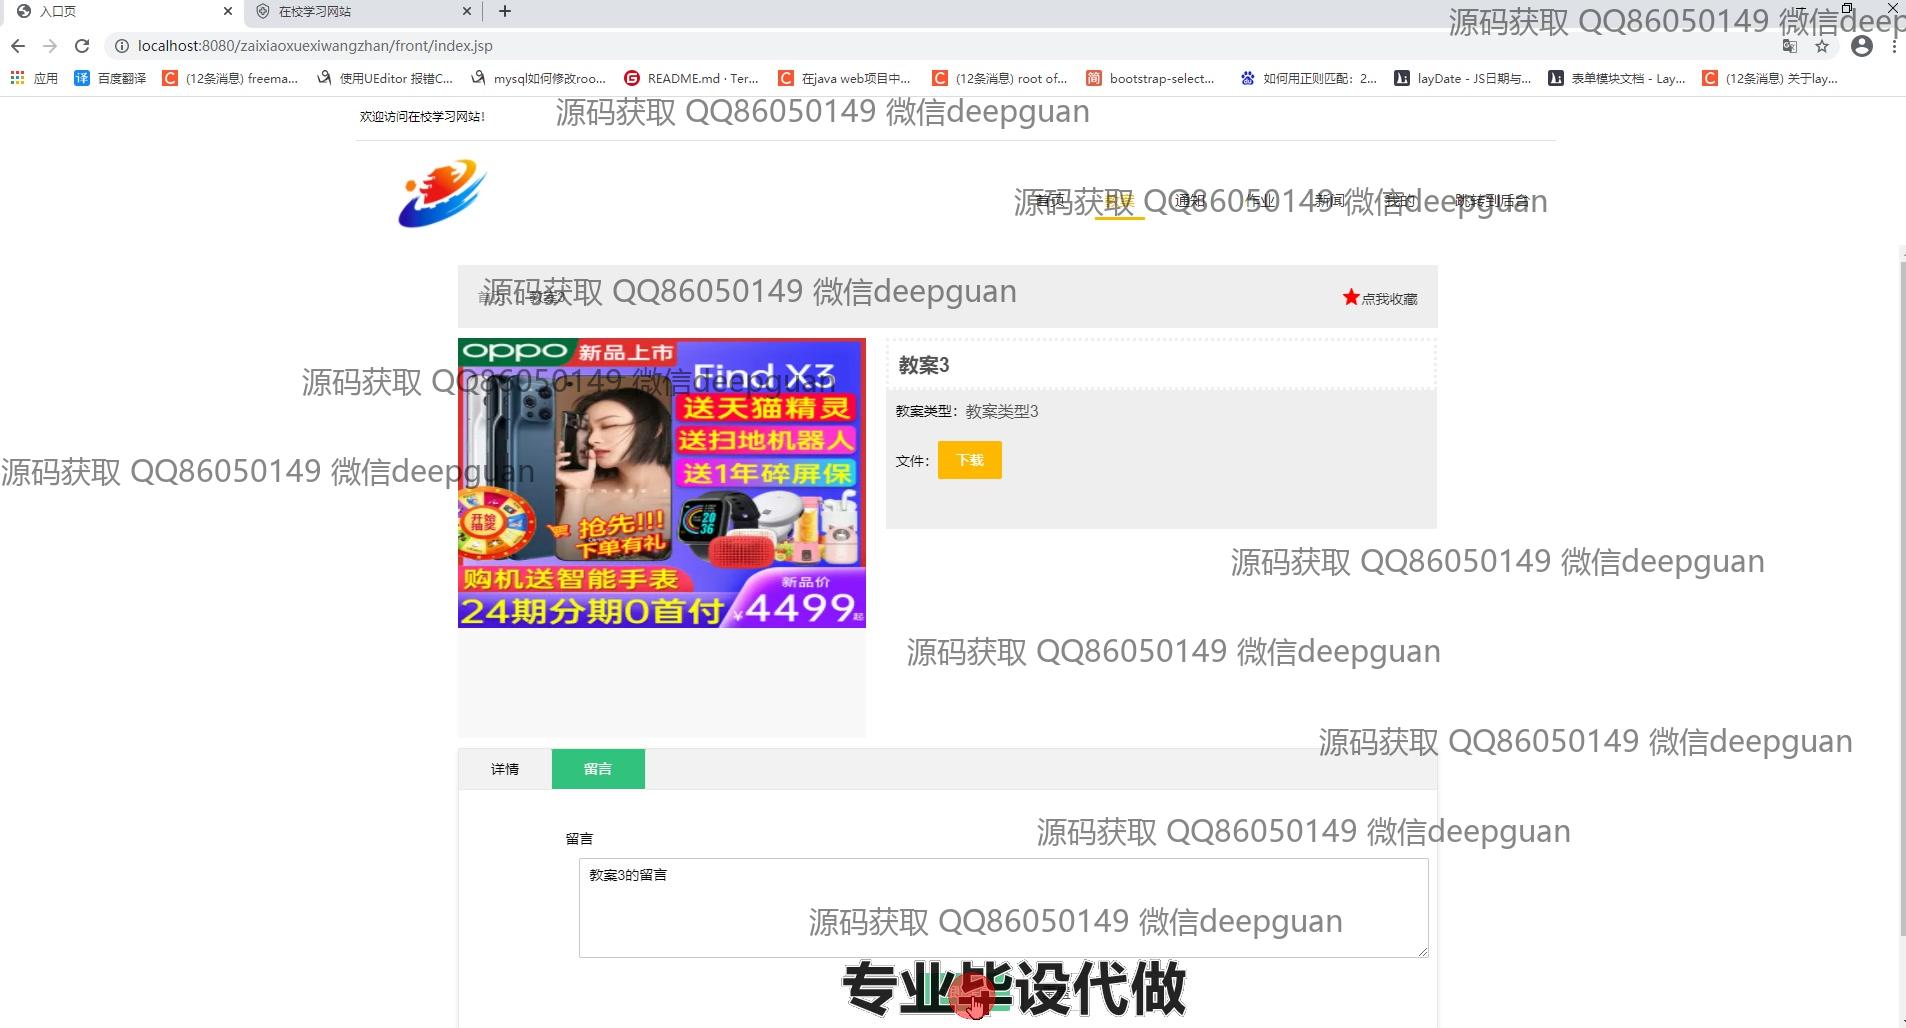 入口页
在校学习网站
源码获取 QQ86050149 微信deep
localhost:8080/zaixiaoxuexiwangzhan/front/index.jsp
应用
百度翻译
(12条消息) freema...
使用UEditor 报错C...
mysql如何修改roo...
README.md · Ter...
在java web项目中...
(12条消息) root of...
bootstrap-select...
如何用正则匹配：2...
layDate - JS日期与...
表单模块文档 - Lay...
(12条消息) 关于lay...
欢迎访问在校学习网站！
源码获取 QQ86050149 微信deepguan
首页
教案
通知
作业
新闻
我的
跳转到后台
源码获取 QQ86050149 微信deepguan
教案3
源码获取 QQ86050149 微信deepguan
点我收藏
oppo 新品上市
Find X3
源码获取 QQ86050149 微信deepguan
送天猫精灵
送扫地机器人
送1年碎屏保
开始
抽奖
20
36
抢先!!!
下单有礼
购机送智能手表
新品价
24期分期0首付
¥4499起
教案3
教案类型：教案类型3
文件：
下载
源码获取 QQ86050149 微信deepguan
源码获取 QQ86050149 微信deepguan
源码获取 QQ86050149 微信deepguan
源码获取 QQ86050149 微信deepguan
详情
留言
留言
源码获取 QQ86050149 微信deepguan
教案3的留言
源码获取 QQ86050149 微信deepguan
专业毕设代做